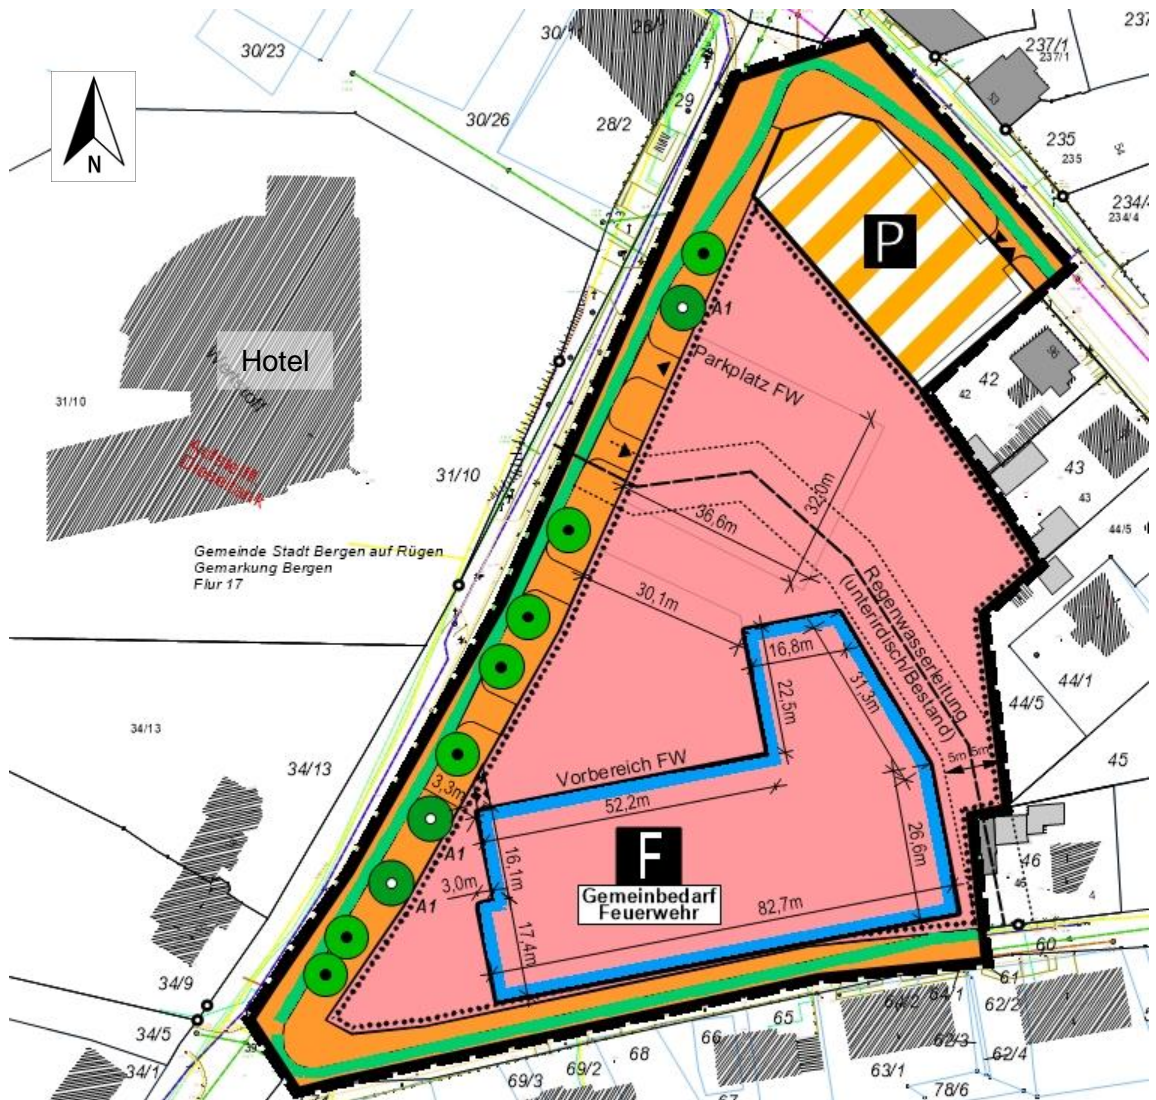 30/23
30/11
237/1
237/1
29
30/26
28/2
53
235
235
54
N
234/4
P
A1
Hotel
Parkplatz FW
31/10
96
42
42
31/10
32,0m
36,6m
43
43
44/5
Gemeinde Stadt Bergen auf Rügen
Gemarkung Bergen
Flur 17
30,1m
Regenwasserleitung
(unterirdisch/Bestand)
16,8m
31,3m
22,5m
44/1
44/5
34/13
34/13
5m
5m
45
Vorbereich FW
3,3m
52,2m
26,6m
A1
16,1m
F
46
3,0m
A1
Gemeinbedarf
Feuerwehr
82,7m
17,4m
60
34/9
61
64/1
62/2
34/5
65
66
62/3
62/4
34/1
68
69/2
69/3
63/1
78/6
67